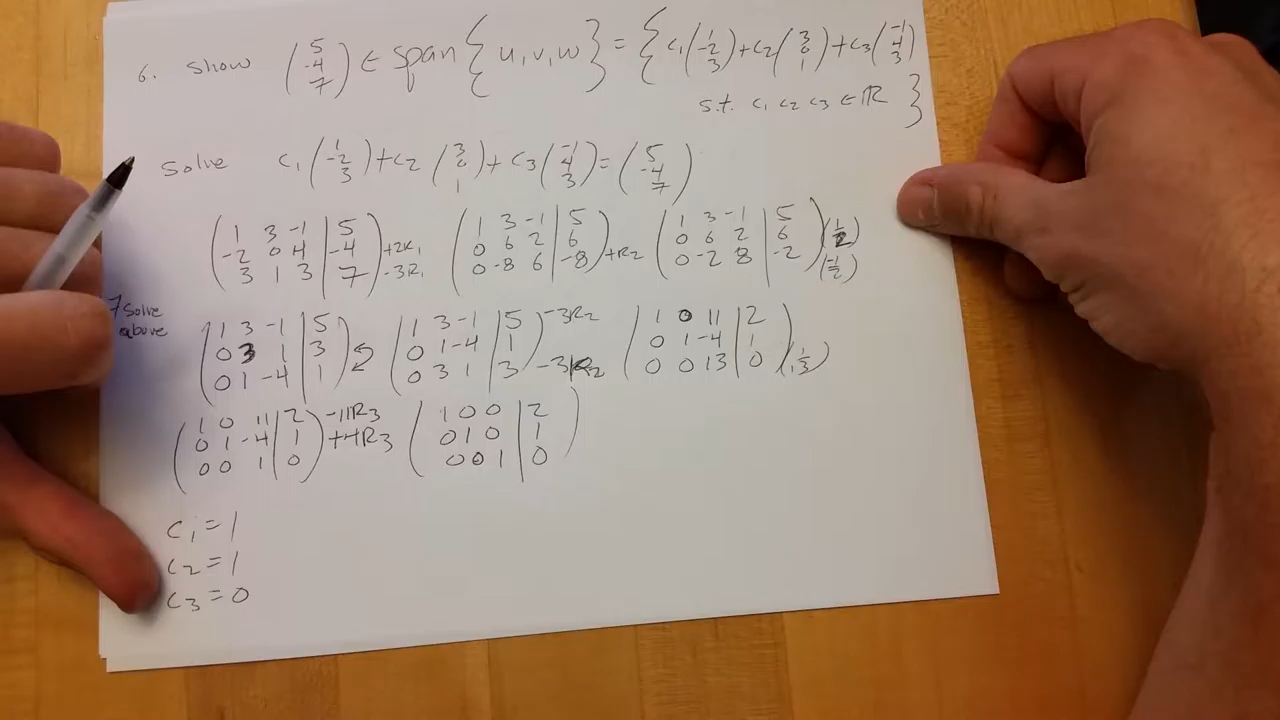 6. show (5 -4 7) ∈ span { u, v, w } = { c1 (1 -2 3) + c2 (3 0 1) + c3 (-1 4 3)
s.t. c1 c2 c3 ∈ ℝ }
Solve c1 (1 -2 3) + c2 (3 0 1) + c3 (-1 4 3) = (5 -4 7)
( 1 3 -1 | 5 ) ( 1 3 -1 | 5 ) ( 1 3 -1 | 5 )
( -2 0 4 | -4 ) +2R1 ( 0 6 2 | 6 ) ( 0 6 2 | 6 ) (1/2)
( 3 1 3 | 7 ) -3R1 ( 0 -8 6 | -8 ) +R2 ( 0 -2 8 | -2 ) (-1/2)
7 Solve
above
( 1 3 -1 | 5 ) ( 1 3 -1 | 5 ) -3R2 ( 1 0 11 | 2 )
( 0 3 1 | 3 ) ( 0 1 -4 | 1 ) ( 0 1 -4 | 1 )
( 0 1 -4 | 1 ) ( 0 3 1 | 3 ) -3R2 ( 0 0 13 | 0 ) (1/13)
( 1 0 11 | 2 ) -11R3 ( 1 0 0 | 2 )
( 0 1 -4 | 1 ) +4R3 ( 0 1 0 | 1 )
( 0 0 1 | 0 ) ( 0 0 1 | 0 )
c1 = 1
c2 = 1
c3 = 0